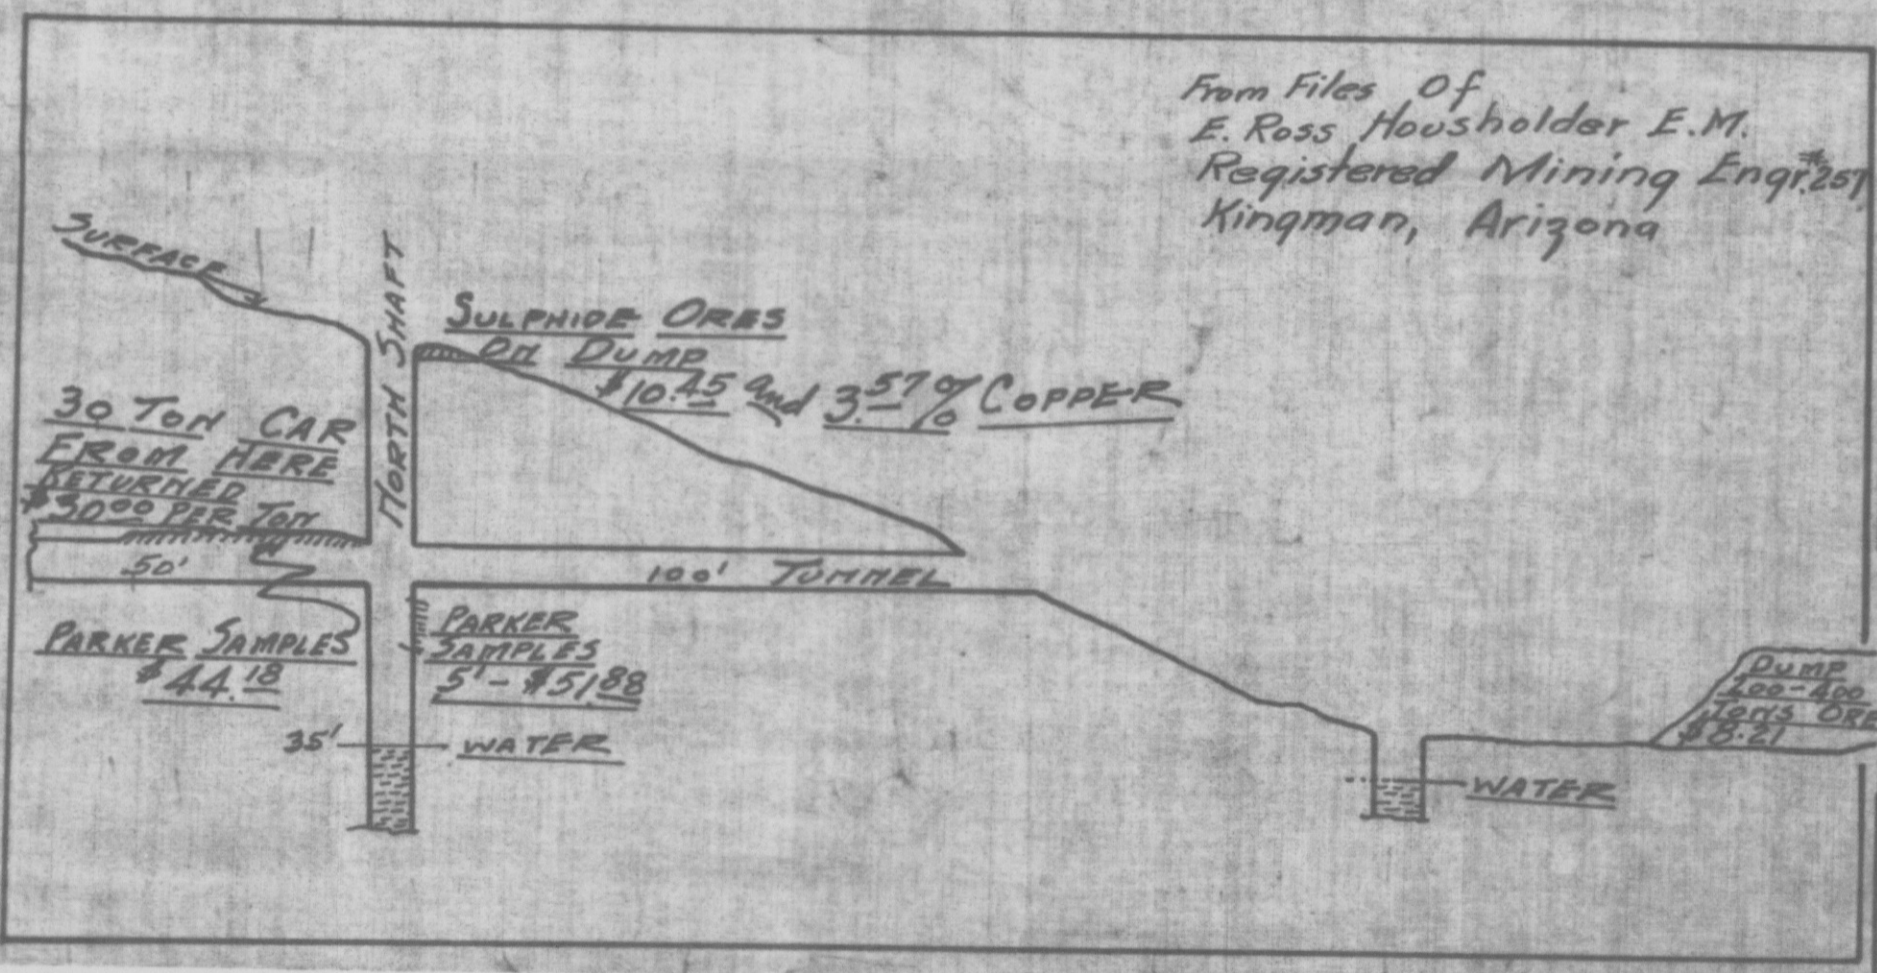 From Files Of
E. Ross Housholder E.M.
Registered Mining Engr. #257
Kingman, Arizona
SURFACE
NORTH SHAFT
SULPHIDE ORES
ON DUMP
$10.45 and 3.57% COPPER
30 TON CAR
FROM HERE
RETURNED
$30.00 PER TON
50'
100' TUNNEL
PARKER SAMPLES
$44.18
PARKER
SAMPLES
5' - $51.88
35'
WATER
WATER
DUMP
200-400
TONS ORE
$8.21